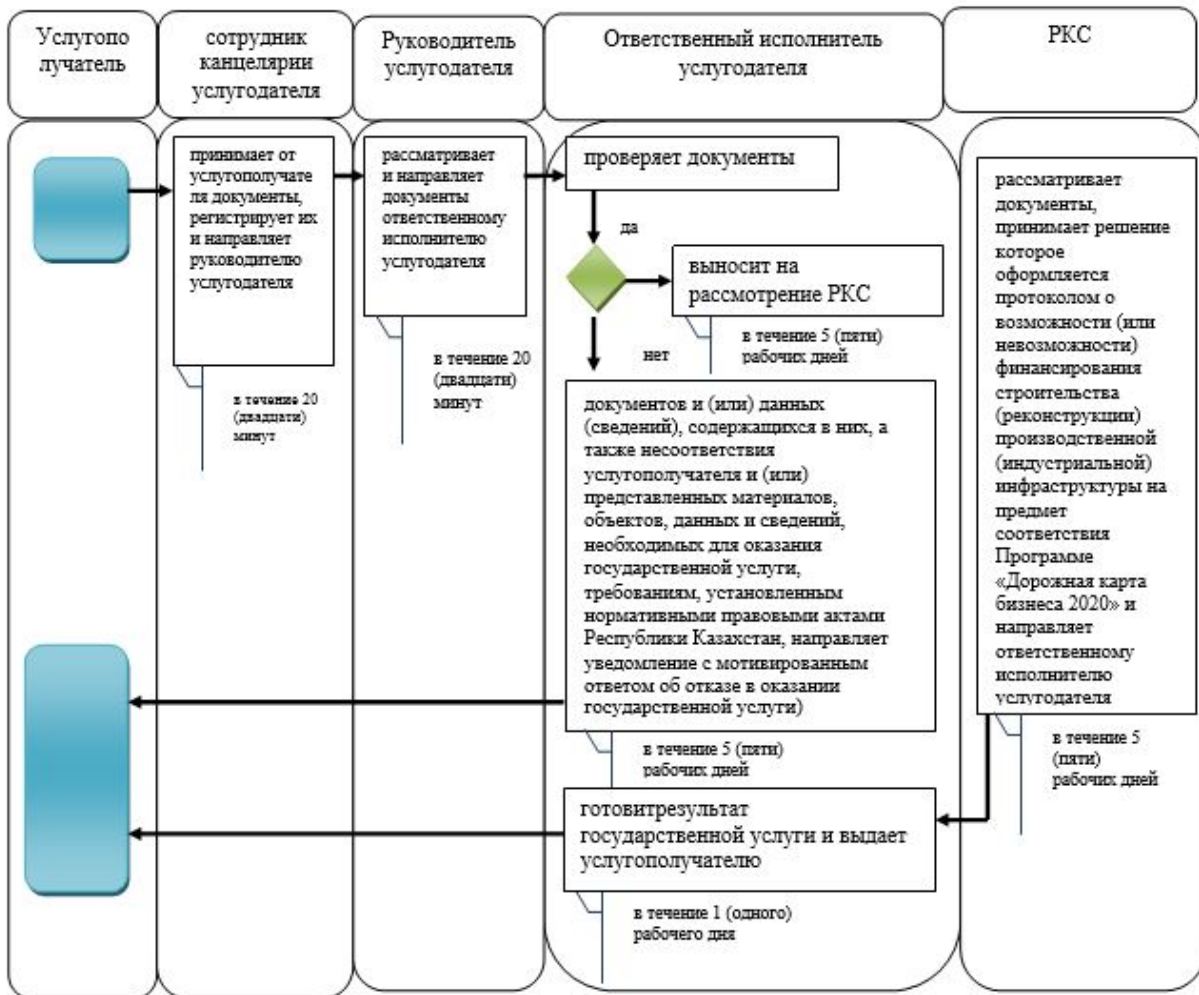 Услугопо
лучатель
сотрудник
канцелярии
услугодателя
Руководитель
услугодателя
Ответственный исполнитель
услугодателя
РКС
принимает от
услугополучате
ля документы,
регистрирует их
и направляет
руководителю
услугодателя
в течение 20
(двадцати)
минут
рассматривает
и направляет
документы
ответственному
исполнителю
услугодателя
в течение 20
(двадцати)
минут
проверяет документы
да
выносит на
рассмотрение РКС
в течение 5 (пяти)
рабочих дней
нет
документов и (или) данных
(сведений), содержащихся в них, а
также несоответствия
услугополучателя и (или)
представленных материалов,
объектов, данных и сведений,
необходимых для оказания
государственной услуги,
требованиям, установленным
нормативными правовыми актами
Республики Казахстан, направляет
уведомление с мотивированным
ответом об отказе в оказании
государственной услуги)
в течение 5 (пяти)
рабочих дней
готовитрезультат
государственной услуги и выдает
услугополучателю
в течение 1 (одного)
рабочего дня
рассматривает
документы,
принимает решение
которое
оформляется
протоколом о
возможности (или
невозможности)
финансирования
строительства
(реконструкции)
производственной
(индустриальной)
инфраструктуры на
предмет
соответствия
Программе
«Дорожная карта
бизнеса 2020» и
направляет
ответственному
исполнителю
услугодателя
в течение 5
(пяти)
рабочих дней